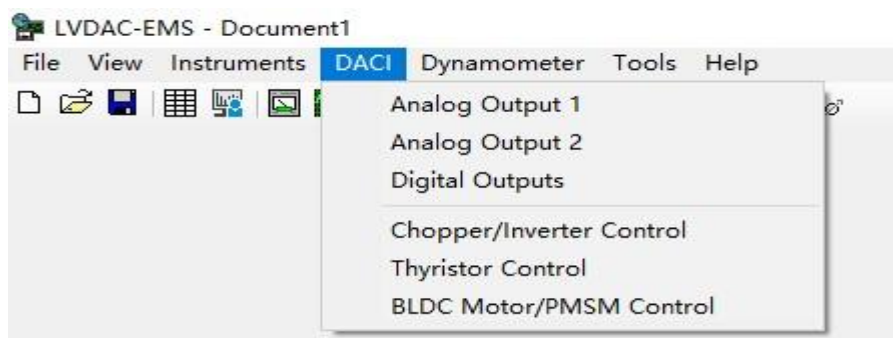 LVDAC-EMS - Document1
File View Instruments DACI Dynamometer Tools Help
Analog Output 1
Analog Output 2
Digital Outputs
Chopper/Inverter Control
Thyristor Control
BLDC Motor/PMSM Control